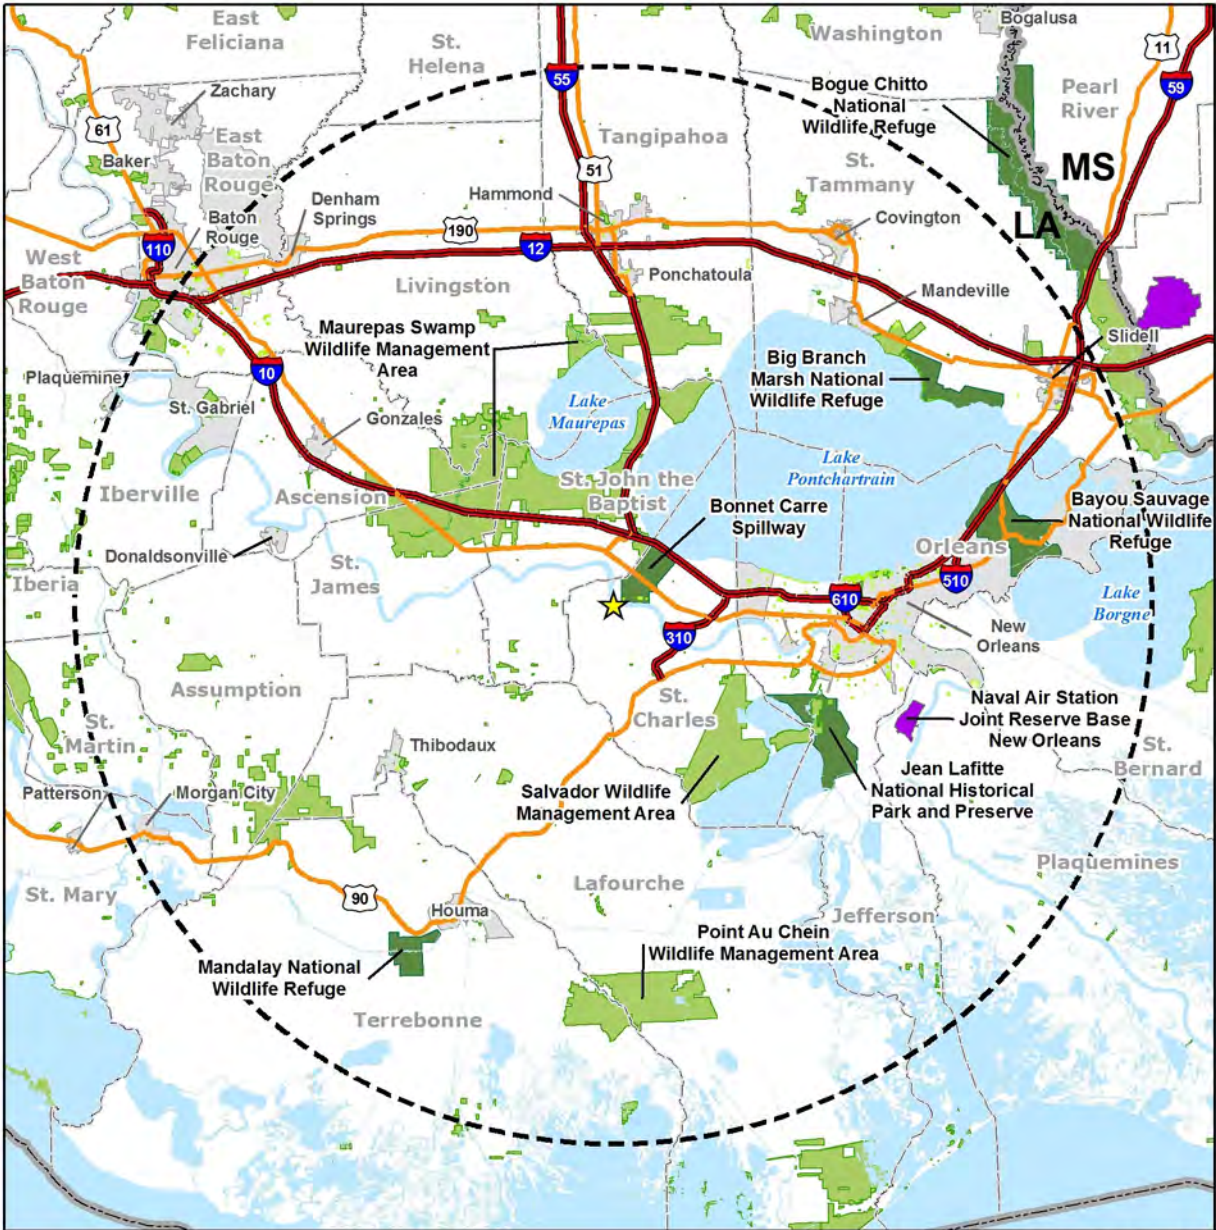 East
Feliciana
St.
Helena
Washington
Bogalusa
11
Pearl
River
59
55
Zachary
61
Baker
East
Baton
Rouge
Bogue Chitto
National
Wildlife Refuge
Tangipahoa
51
St.
Tammany
MS
LA
Hammond
Denham
Springs
Baton
Rouge
190
12
110
Covington
West
Baton
Rouge
Livingston
Ponchatoula
Mandeville
Slidell
Maurepas Swamp
Wildlife Management
Area
10
Plaquemine
St. Gabriel
Gonzales
Lake
Maurepas
Big Branch
Marsh National
Wildlife Refuge
Lake
Pontchartrain
Iberville
Ascension
St. John the
Baptist
Bonnet Carre
Spillway
Bayou Sauvage
National Wildlife
Refuge
Donaldsonville
St.
James
Orleans
Iberia
510
610
310
Lake
Borgne
New
Orleans
Assumption
St.
Martin
St.
Charles
Naval Air Station
Joint Reserve Base
New Orleans
St.
Bernard
Thibodaux
Patterson
Morgan City
Salvador Wildlife
Management Area
Jean Lafitte
National Historical
Park and Preserve
Plaquemines
St. Mary
90
Houma
Lafourche
Jefferson
Point Au Chein
Wildlife Management Area
Mandalay National
Wildlife Refuge
Terrebonne